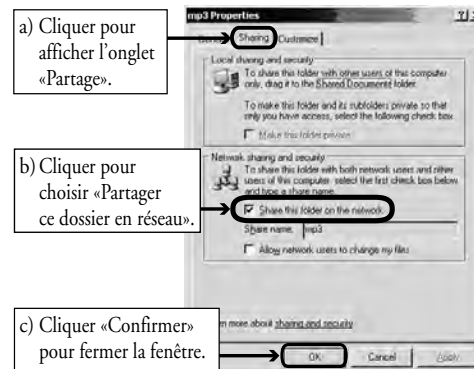 mp3 Properties
a) Cliquer pour
afficher l'onglet
«Partage».
Sharing Customize
Local sharing and security
To share this folder with other users of this computer
only, drag it to the Shared Documents folder.
To make this folder and its subfolders private so that
only you have access, select the following check box.
Make this folder private
b) Cliquer pour
choisir «Partager
ce dossier en réseau».
Network sharing and security
To share this folder with both network users and other
users of this computer, select the first check box below
and type a share name.
Share this folder on the network
Share name: mp3
Allow network users to change my files
c) Cliquer «Confirmer»
pour fermer la fenêtre.
more about sharing and security.
OK Cancel Apply